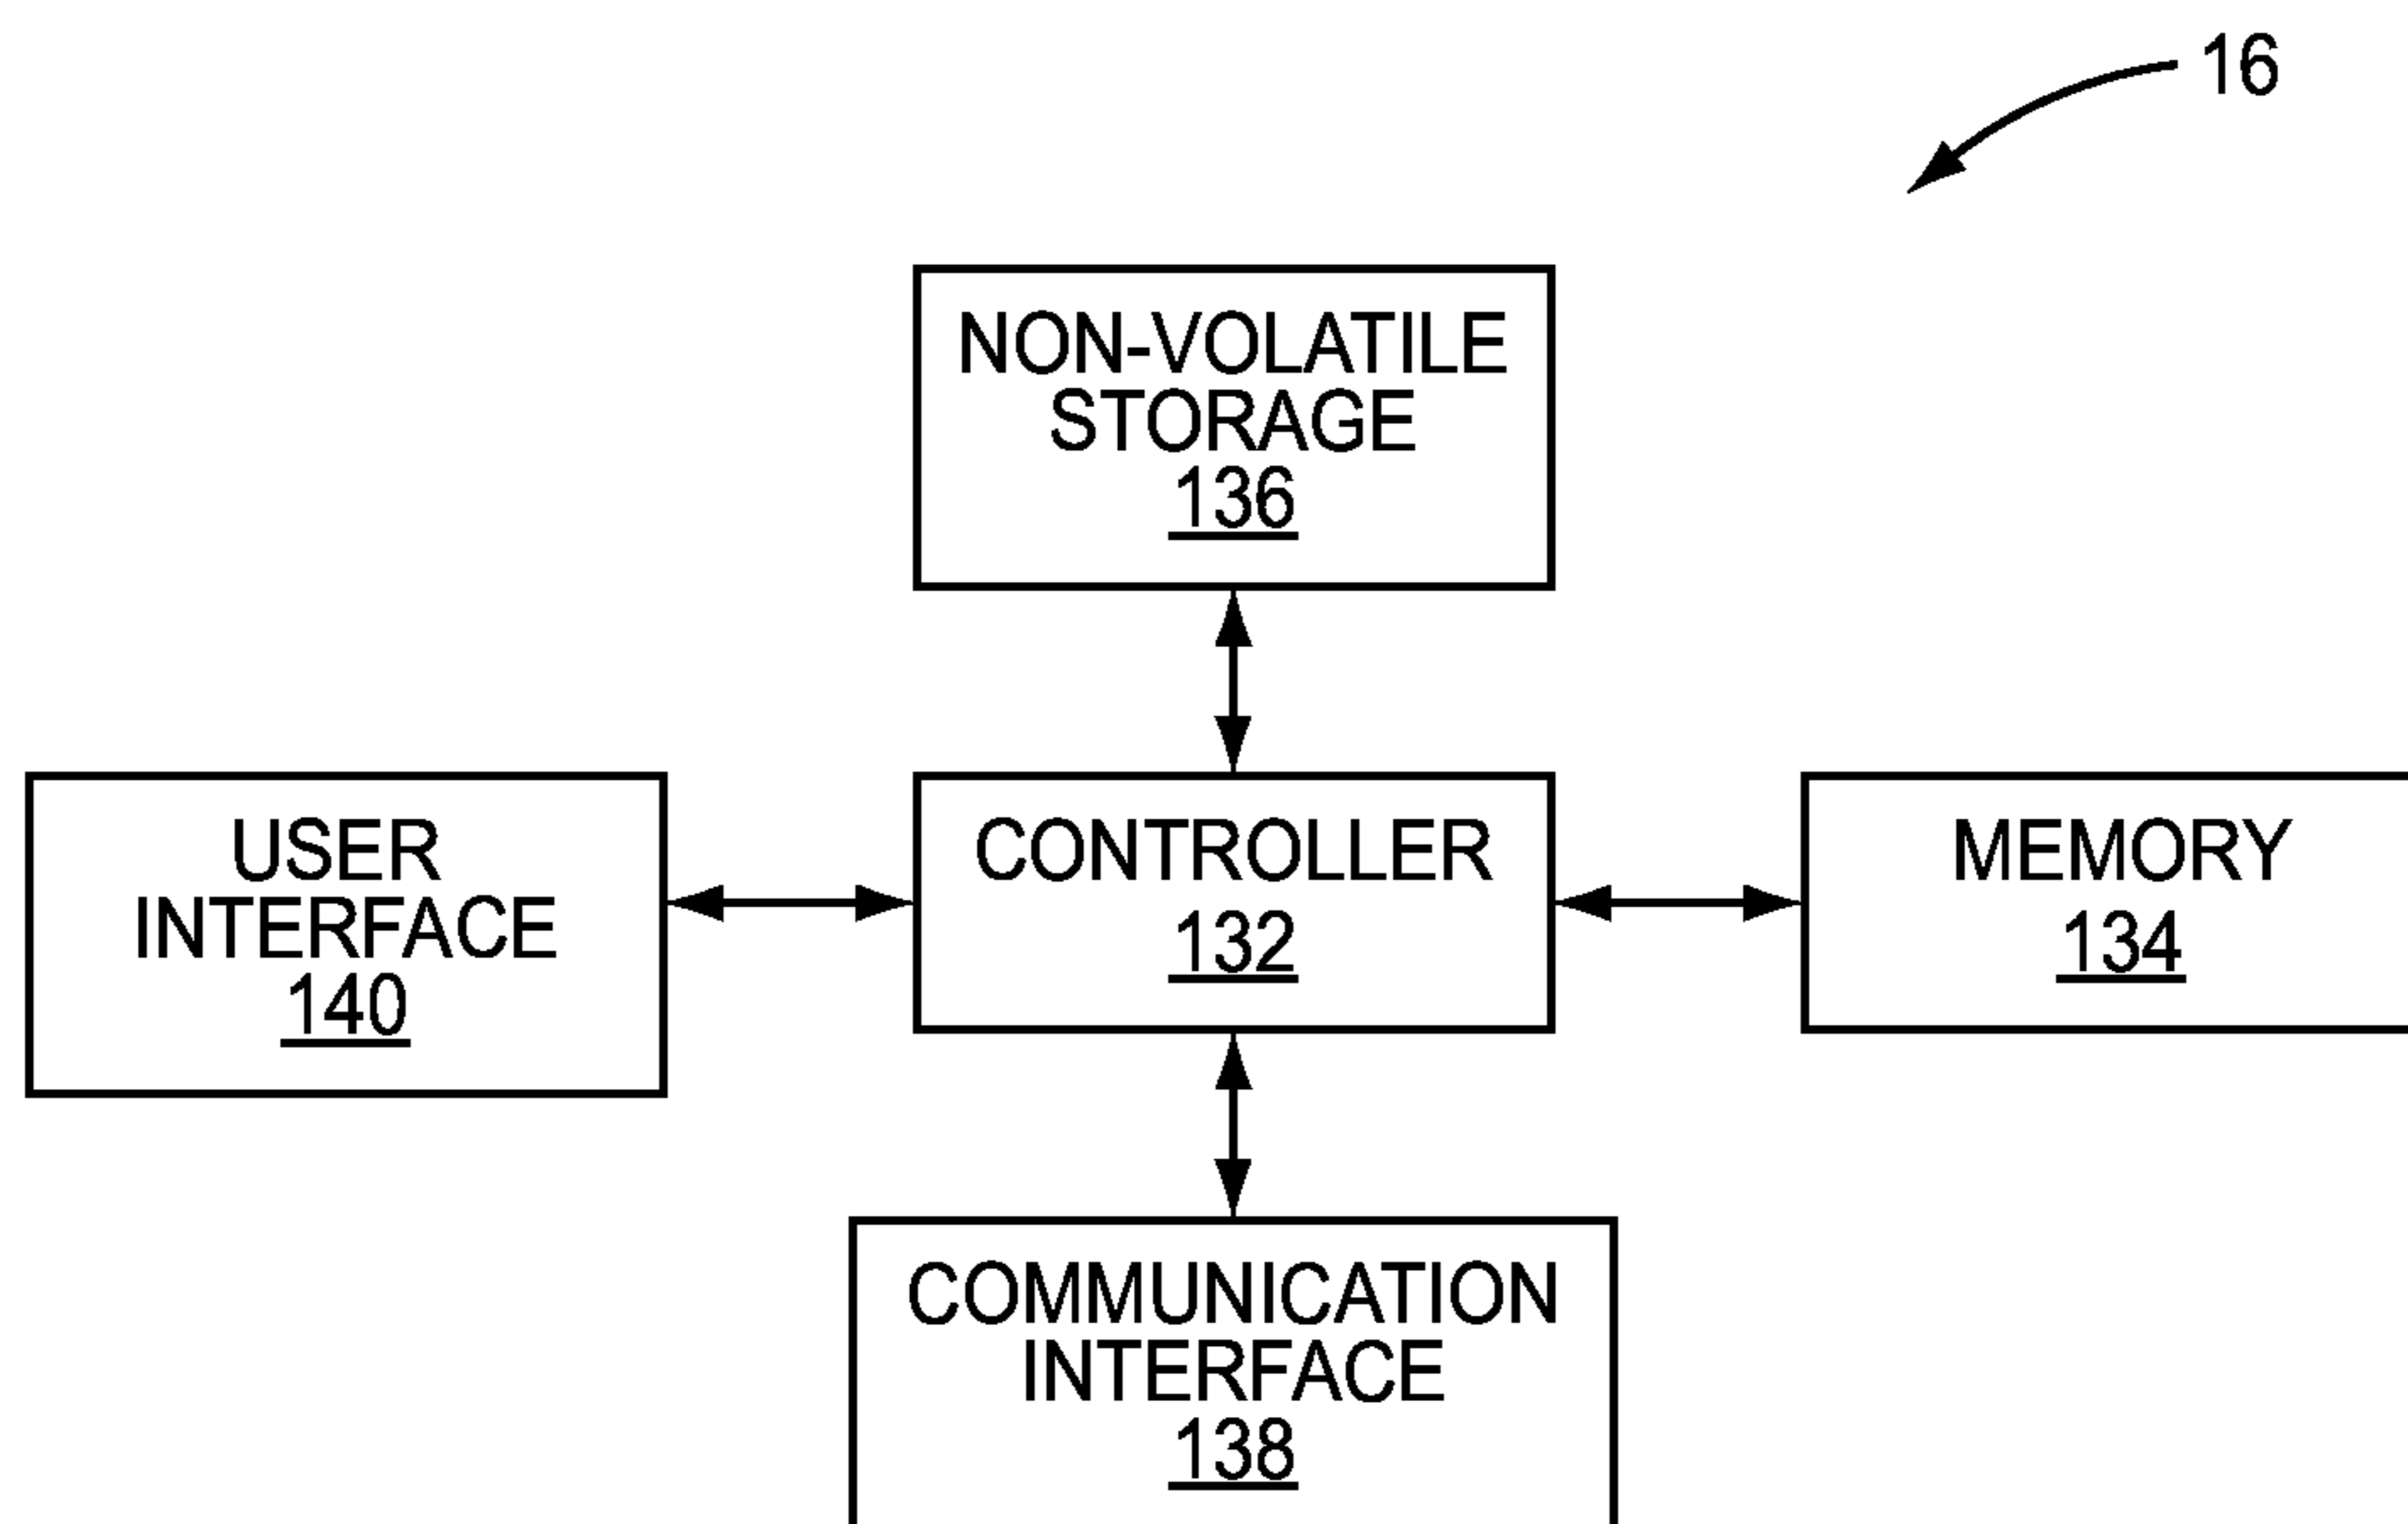 16
NON-VOLATILE
STORAGE
136
USER
INTERFACE
140
CONTROLLER
132
MEMORY
134
COMMUNICATION
INTERFACE
138